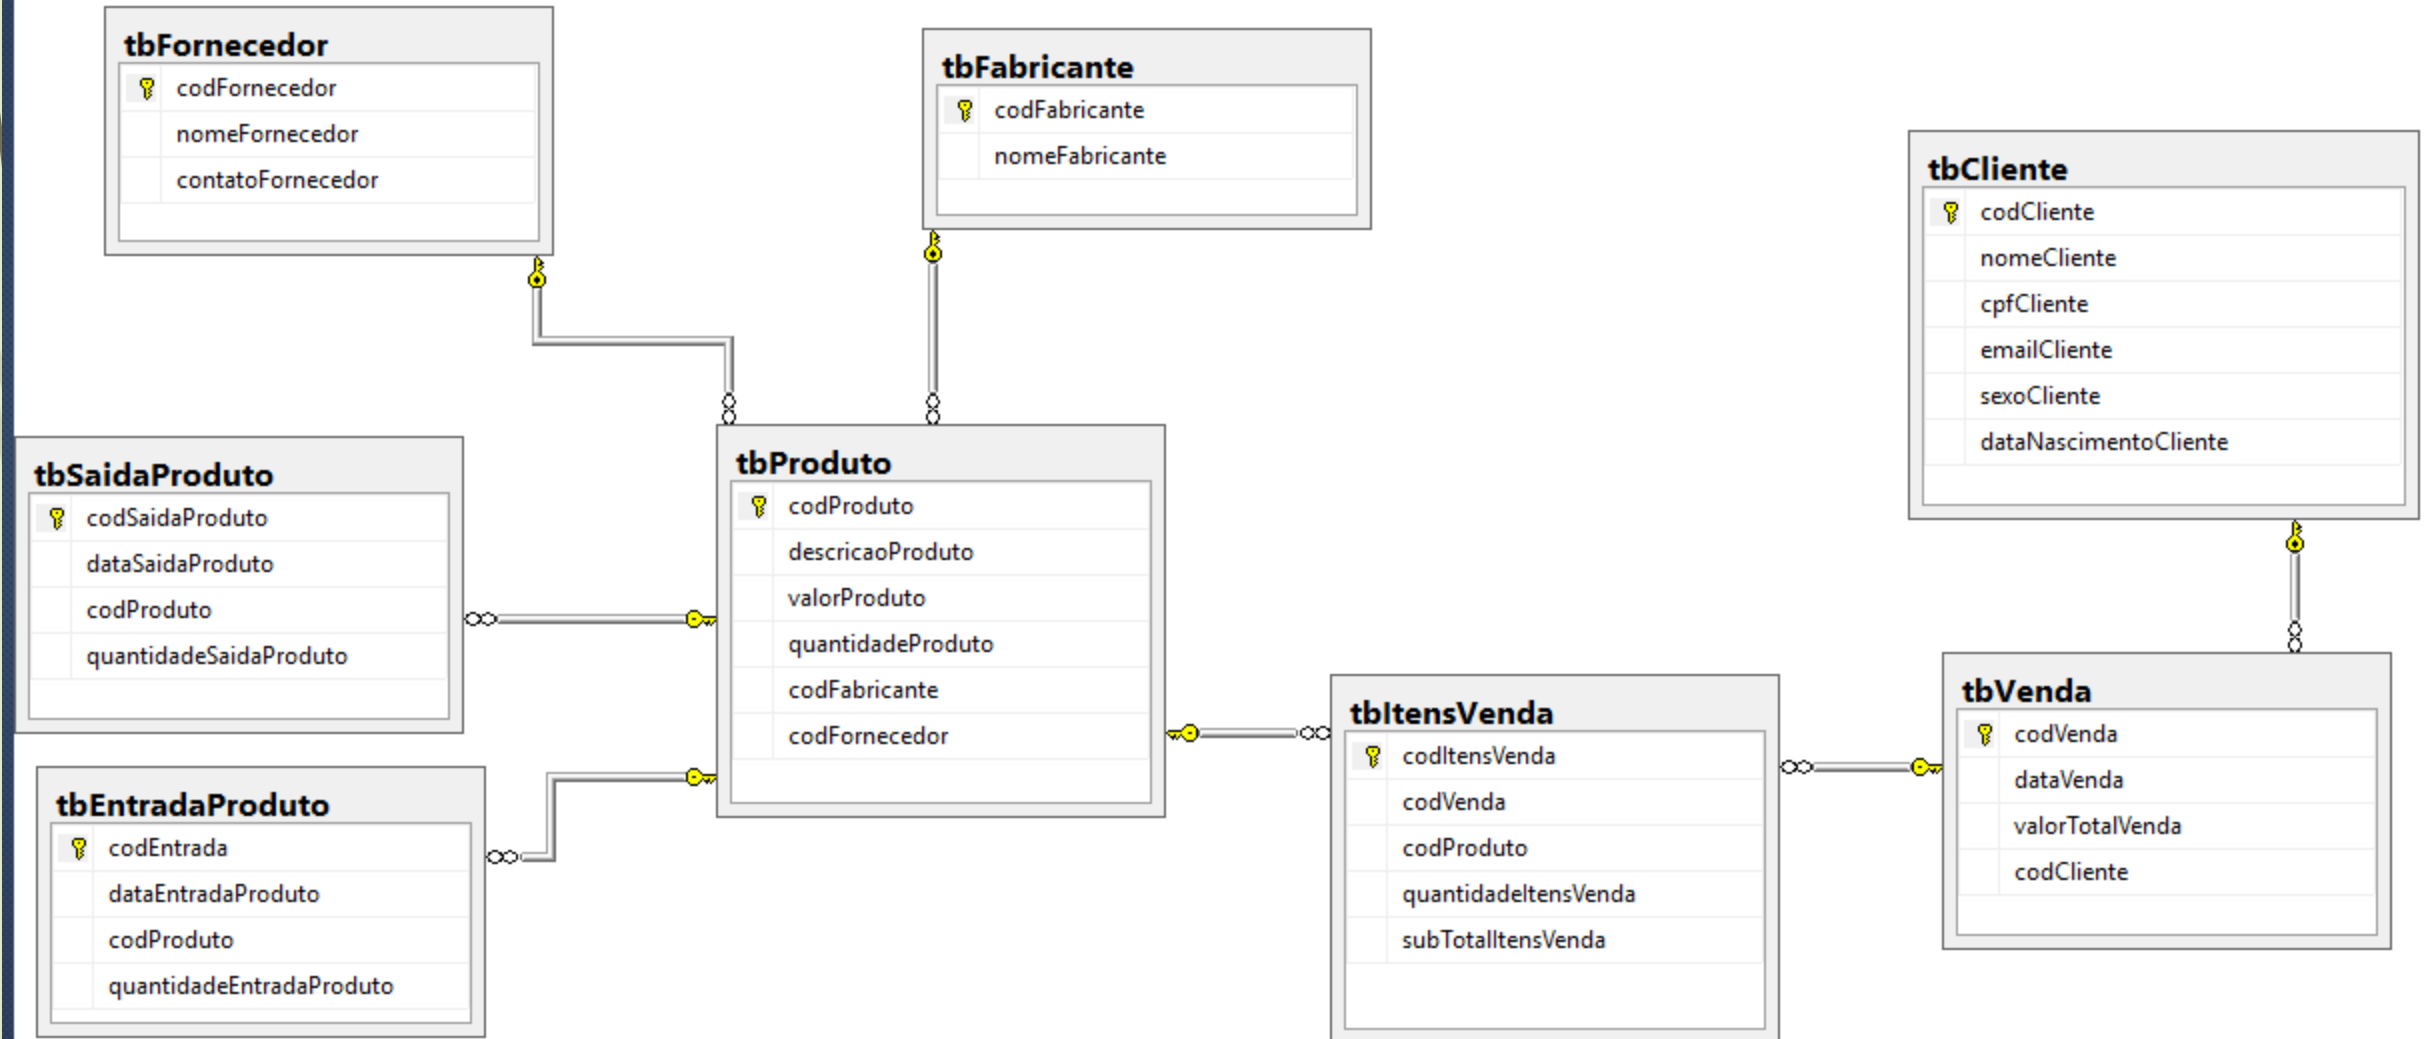 tbFornecedor
codFornecedor
nomeFornecedor
contatoFornecedor
tbFabricante
codFabricante
nomeFabricante
tbCliente
codCliente
nomeCliente
cpfCliente
emailCliente
sexoCliente
dataNascimentoCliente
tbSaidaProduto
codSaidaProduto
dataSaidaProduto
codProduto
quantidadeSaidaProduto
tbProduto
codProduto
descricaoProduto
valorProduto
quantidadeProduto
codFabricante
codFornecedor
tbEntradaProduto
codEntrada
dataEntradaProduto
codProduto
quantidadeEntradaProduto
tbItensVenda
codItensVenda
codVenda
codProduto
quantidadeItensVenda
subTotalItensVenda
tbVenda
codVenda
dataVenda
valorTotalVenda
codCliente